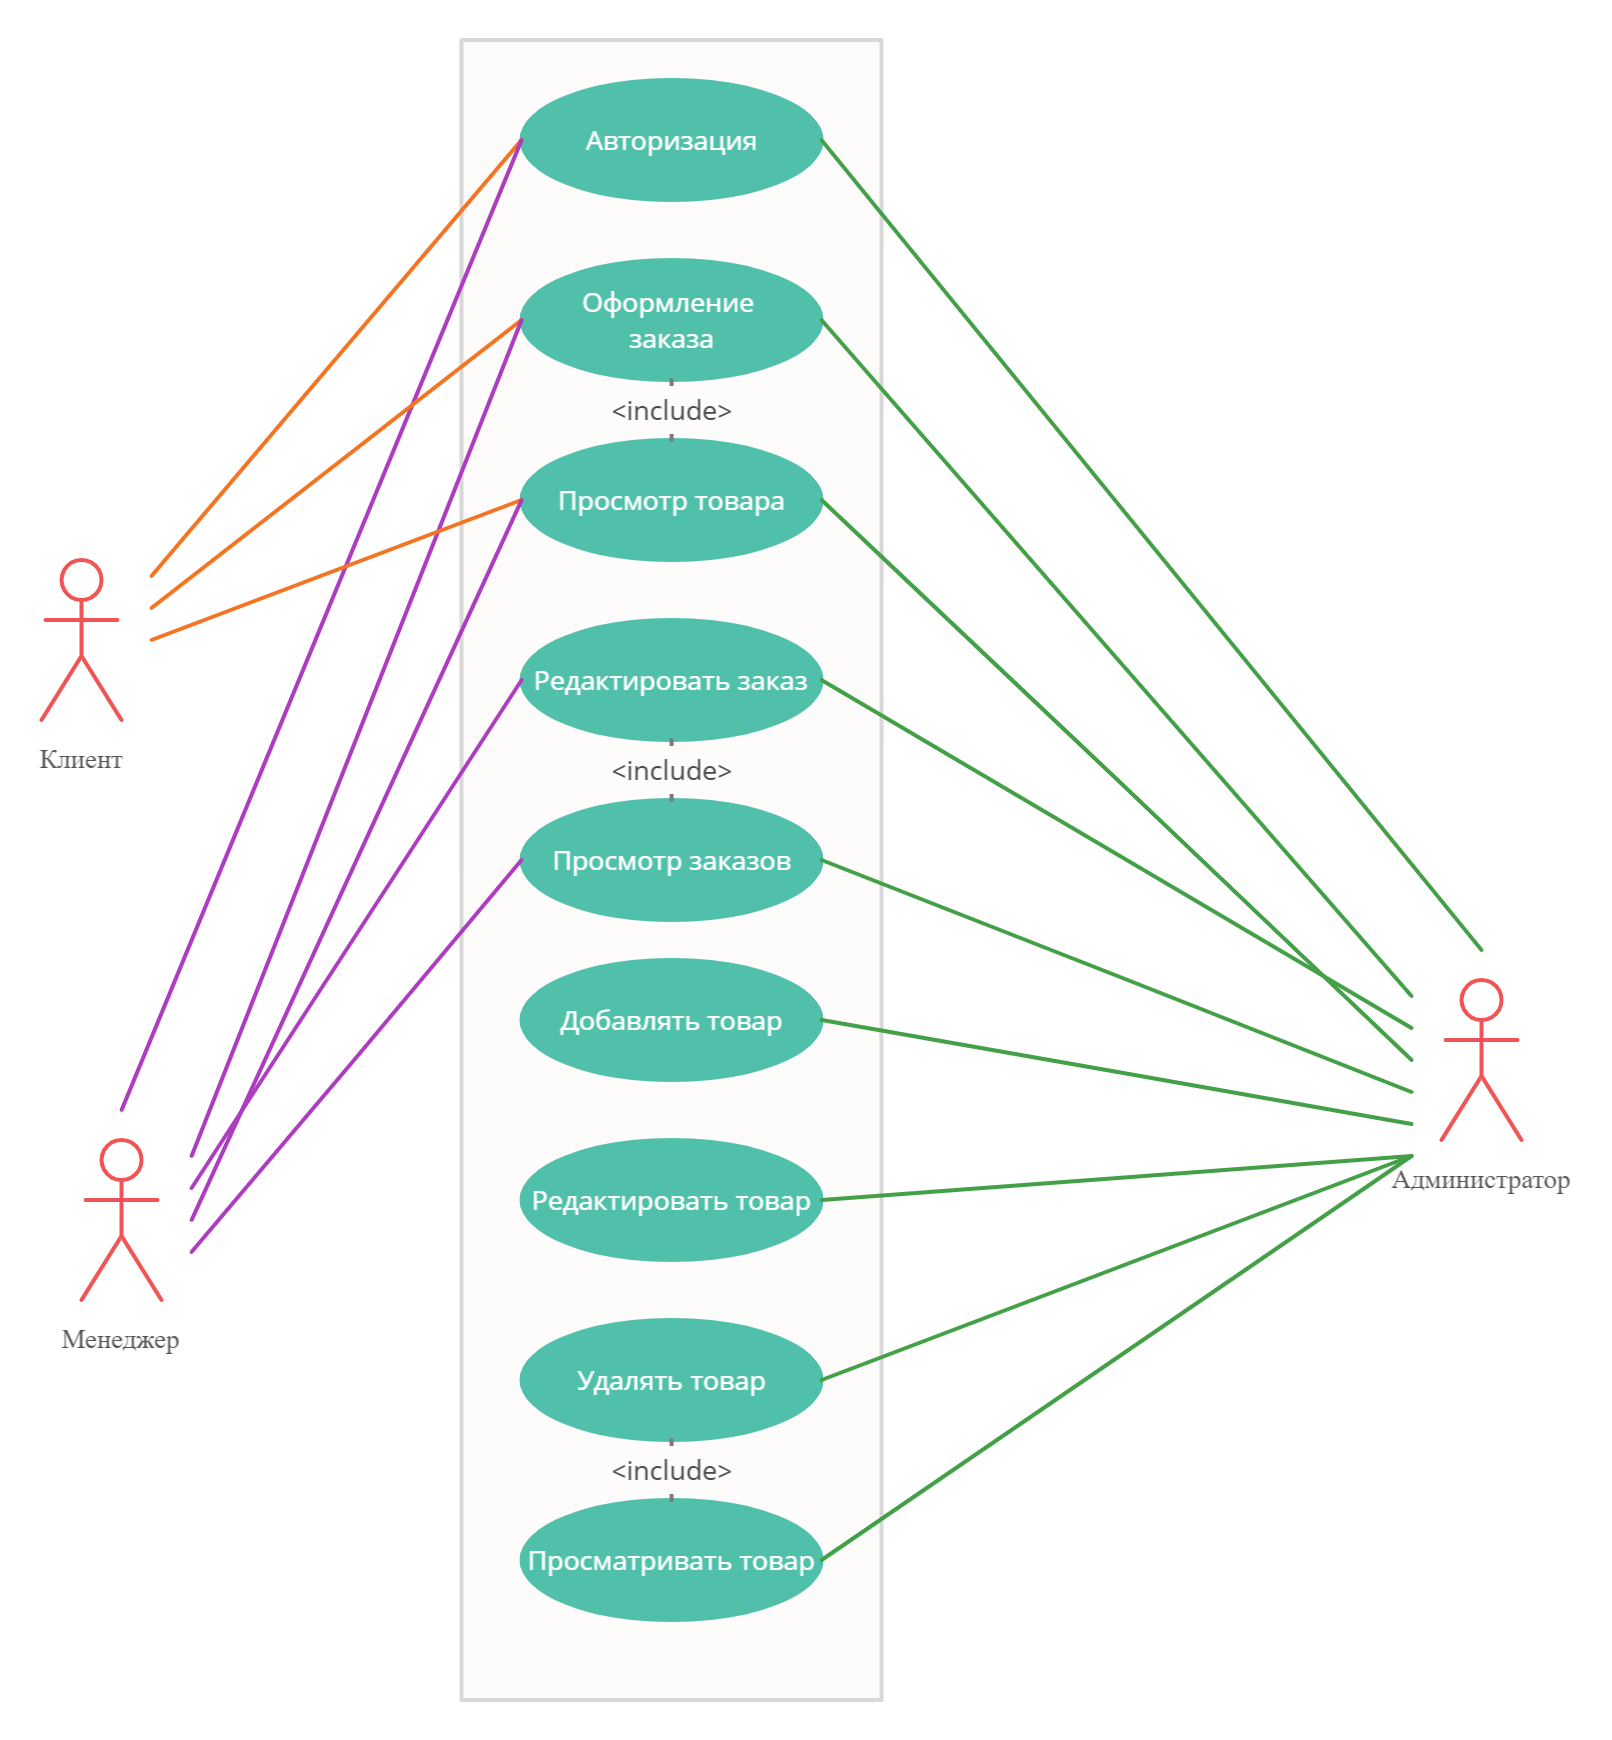 Авторизация
Оформление
заказа
<include>
Просмотр товара
Редактировать заказ
<include>
Просмотр заказов
Добавлять товар
Редактировать товар
Удалять товар
<include>
Просматривать товар
Клиент
Менеджер
Администратор